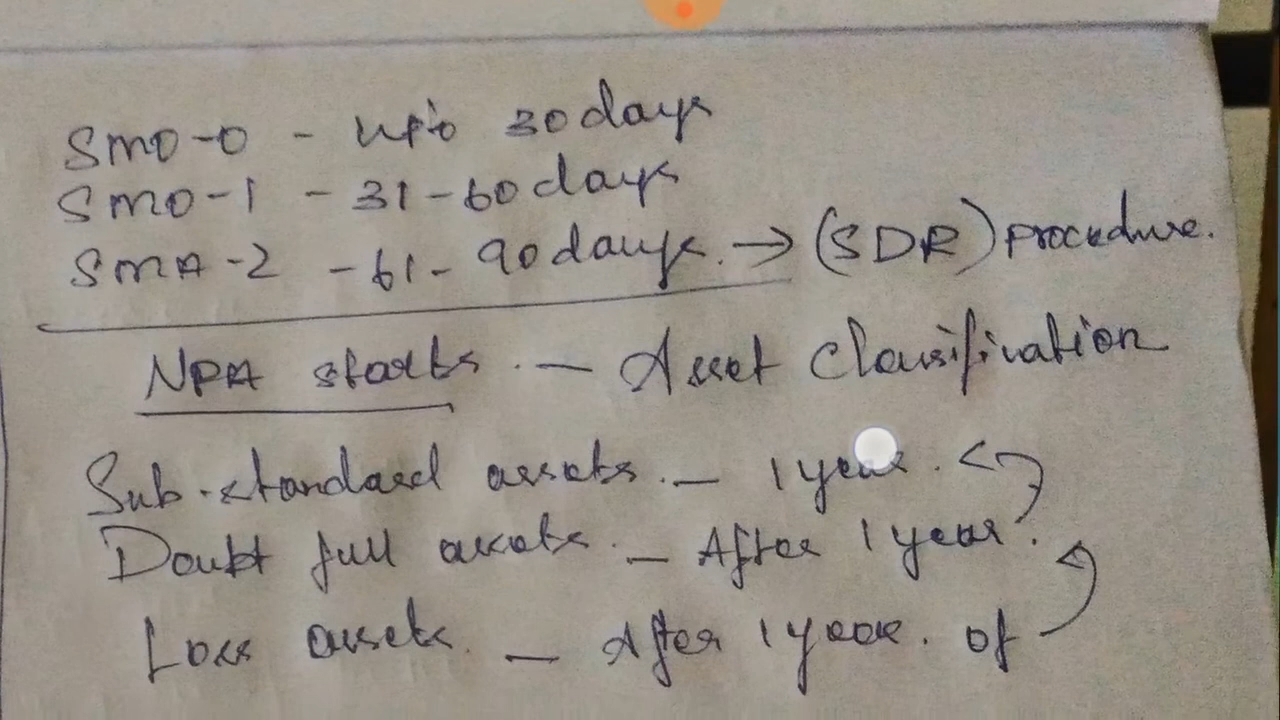 SMO-0 - upto 30 days
SMO-1 - 31-60 days
SMA-2 - 61-90 days. → (SDR) procedure.
NPA starts. - Asset Classification
Sub-standard assets. - 1 year.
Doubt full assets. - After 1 year.
Loss assets. - After 1 year. of